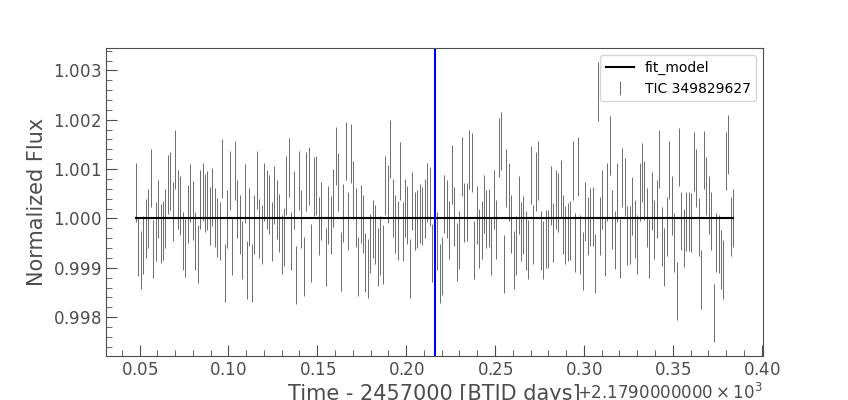 fit_model
TIC 349829627
1.003
1.002
1.001
1.000
0.999
0.998
Normalized Flux
0.05 0.10 0.15 0.20 0.25 0.30 0.35 0.40
Time - 2457000 [BTJD days]
+2.1790000000 × 10³